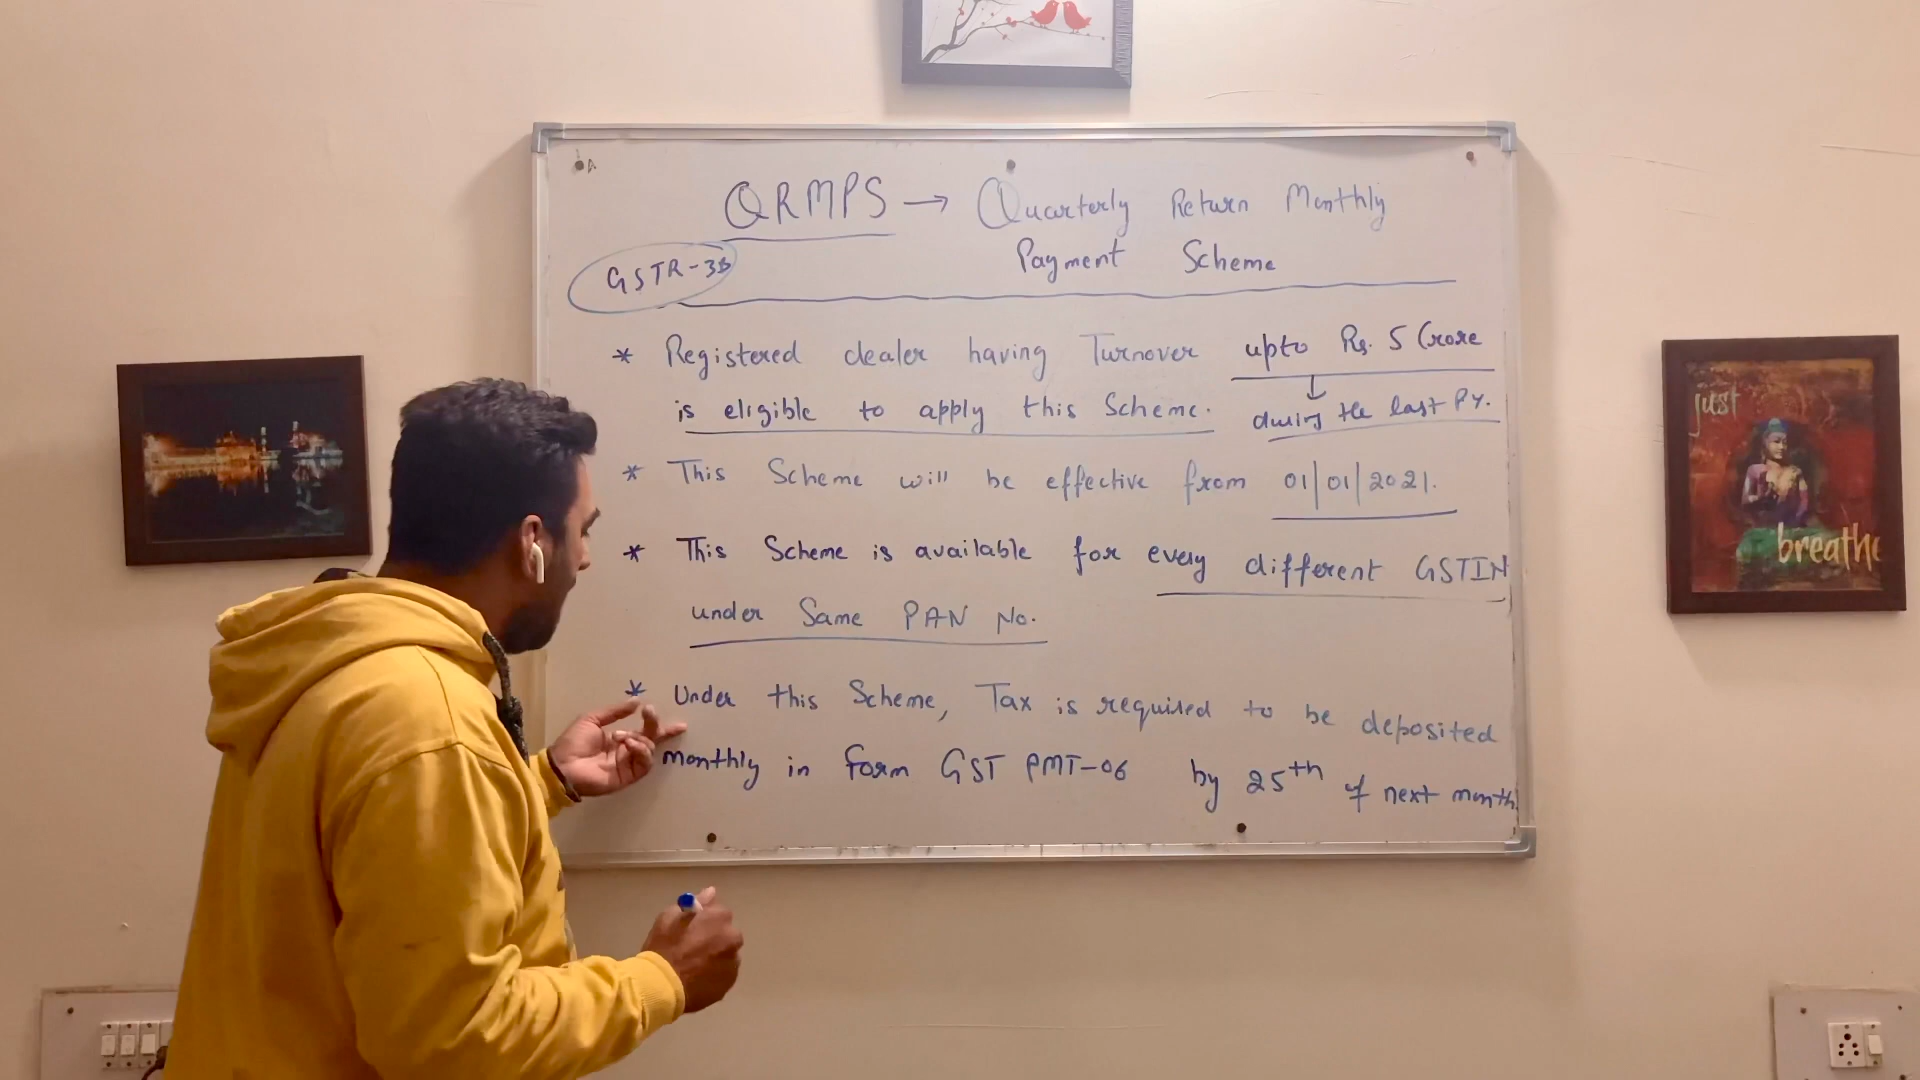 QRMPS → Quarterly Return Monthly
Payment Scheme
GSTR-3B
* Registered dealer having Turnover upto Rs. 5 Crore
is eligible to apply this Scheme. during the last PY.
* This Scheme will be effective from 01/01/2021.
* This Scheme is available for every different GSTIN
under Same PAN No.
* Under this Scheme, Tax is required to be deposited
monthly in form GST PMT-06 by 25th of next month
just
breathe